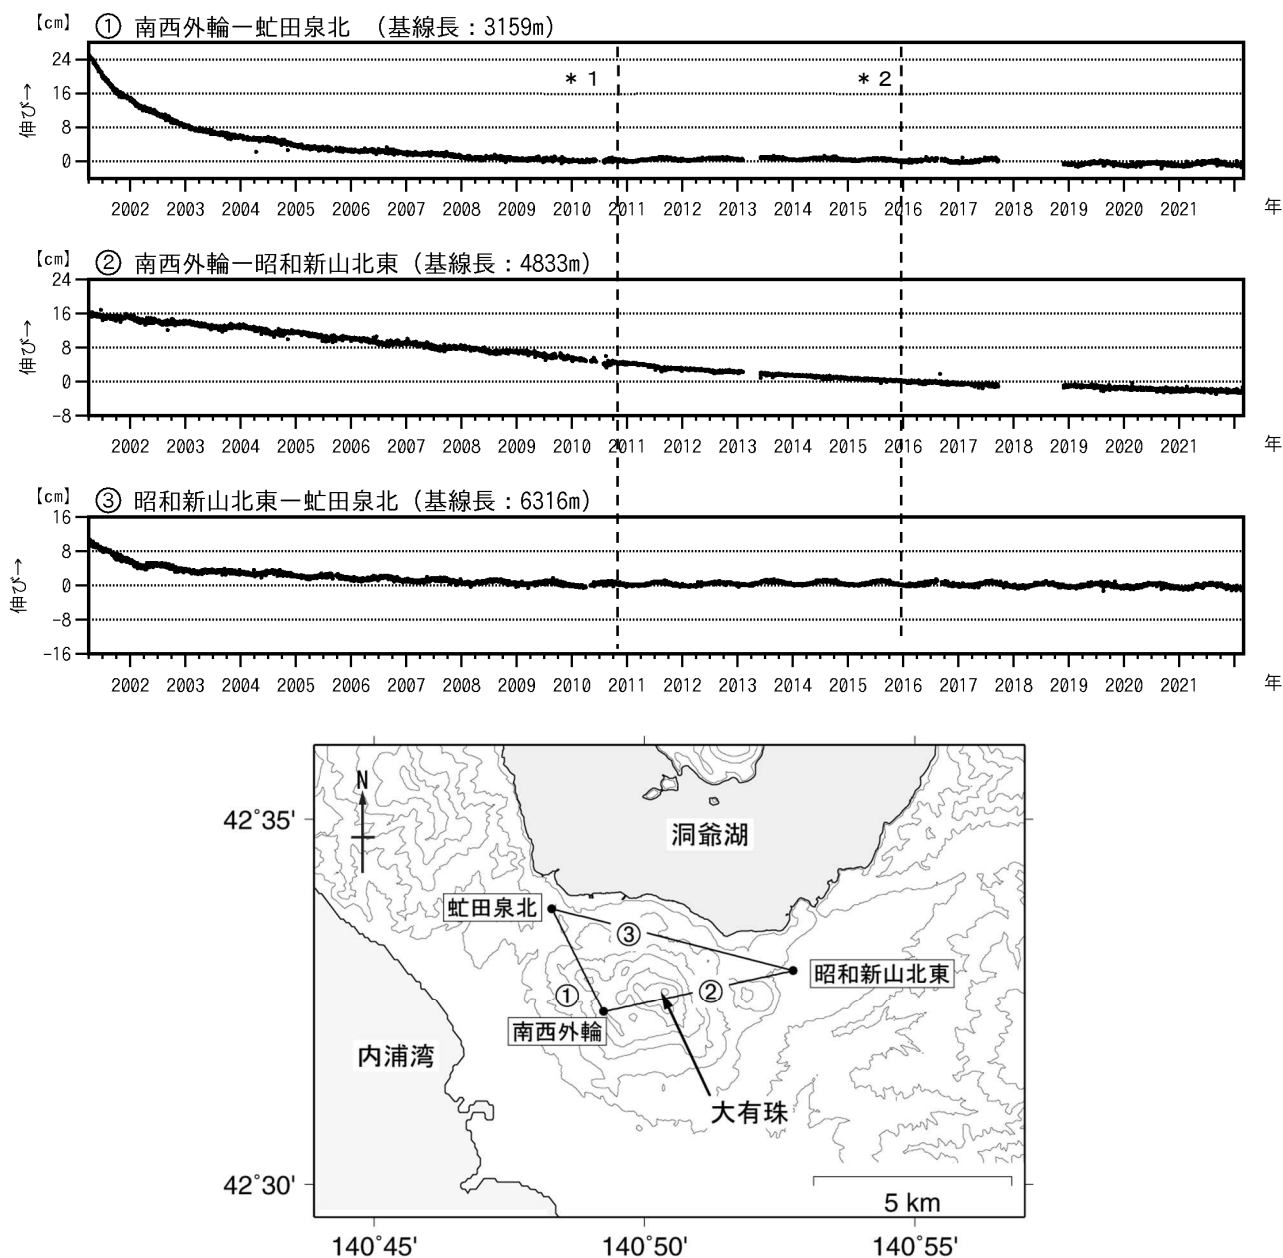 【cm】 ① 南西外輪ー虻田泉北 （基線長：3159m）
24
16
8
0
伸び→
＊1
＊2
2002 2003 2004 2005 2006 2007 2008 2009 2010 2011 2012 2013 2014 2015 2016 2017 2018 2019 2020 2021 年
【cm】 ② 南西外輪ー昭和新山北東（基線長：4833m）
24
16
8
0
-8
伸び→
2002 2003 2004 2005 2006 2007 2008 2009 2010 2011 2012 2013 2014 2015 2016 2017 2018 2019 2020 2021 年
【cm】 ③ 昭和新山北東ー虻田泉北（基線長：6316m）
16
8
0
-8
-16
伸び→
2002 2003 2004 2005 2006 2007 2008 2009 2010 2011 2012 2013 2014 2015 2016 2017 2018 2019 2020 2021 年
N
42˚35'
洞爺湖
虻田泉北
③
昭和新山北東
②
①
南西外輪
内浦湾
大有珠
42˚30'
5 km
140˚45' 140˚50' 140˚55'